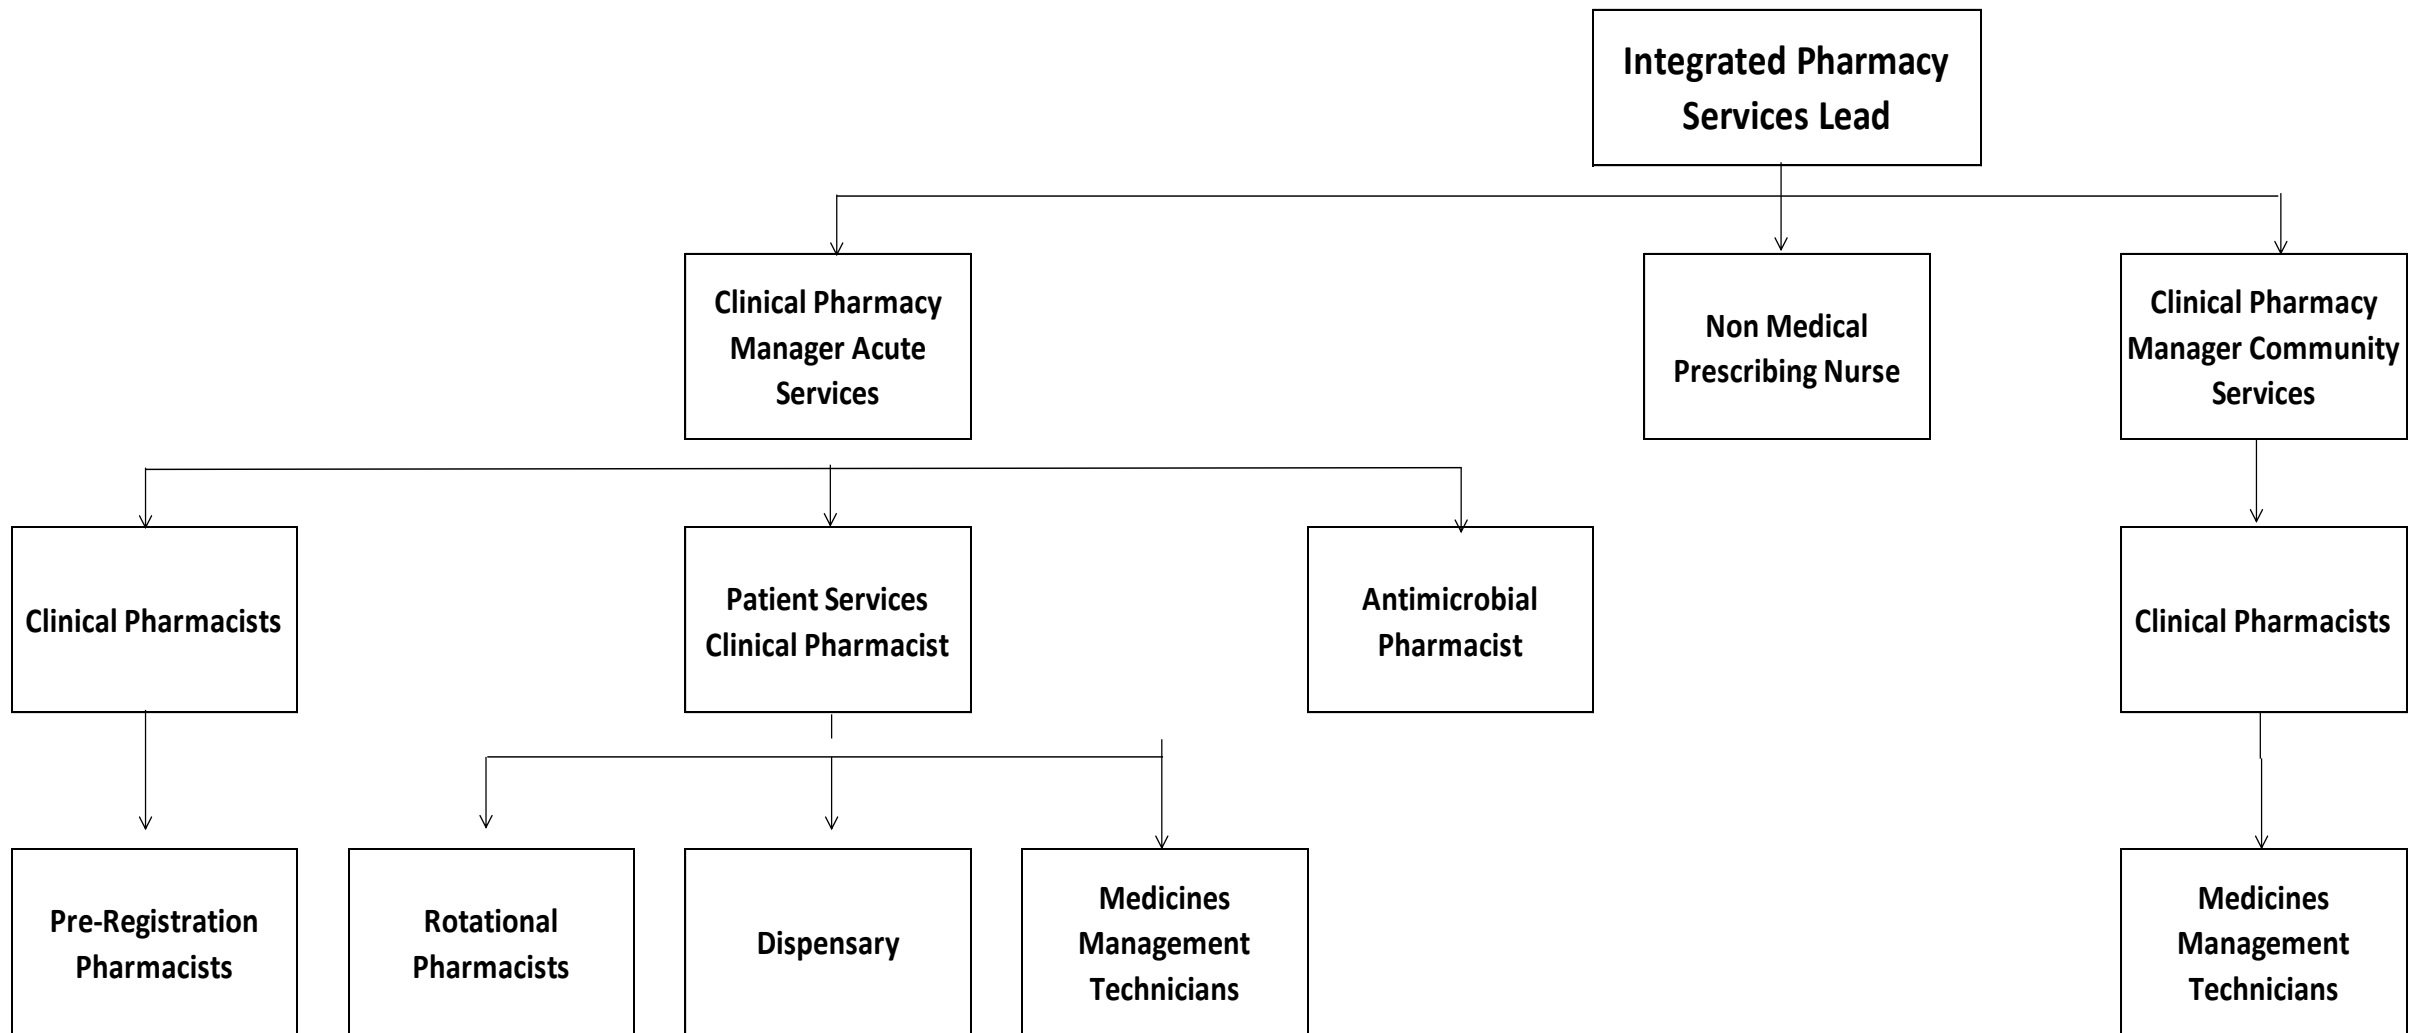 Integrated Pharmacy
Services Lead
Clinical Pharmacy
Manager Acute
Services
Non Medical
Prescribing Nurse
Clinical Pharmacy
Manager Community
Services
Clinical Pharmacists
Patient Services
Clinical Pharmacist
Antimicrobial
Pharmacist
Clinical Pharmacists
Pre-Registration
Pharmacists
Rotational
Pharmacists
Dispensary
Medicines
Management
Technicians
Medicines
Management
Technicians